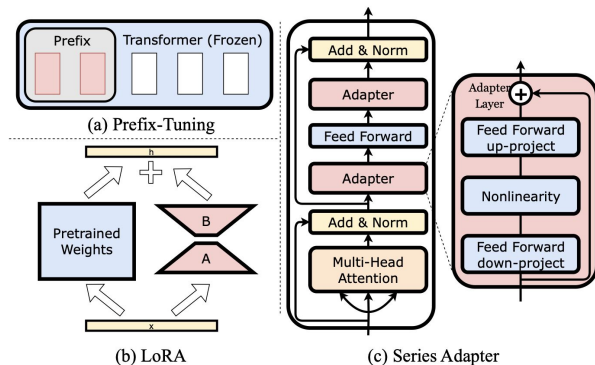 Prefix
Transformer (Frozen)
(a) Prefix-Tuning
h
Pretrained
Weights
B
A
x
(b) LoRA
Add & Norm
Adapter
Feed Forward
Adapter
Add & Norm
Multi-Head
Attention
(c) Series Adapter
Adapter
Layer
Feed Forward
up-project
Nonlinearity
Feed Forward
down-project